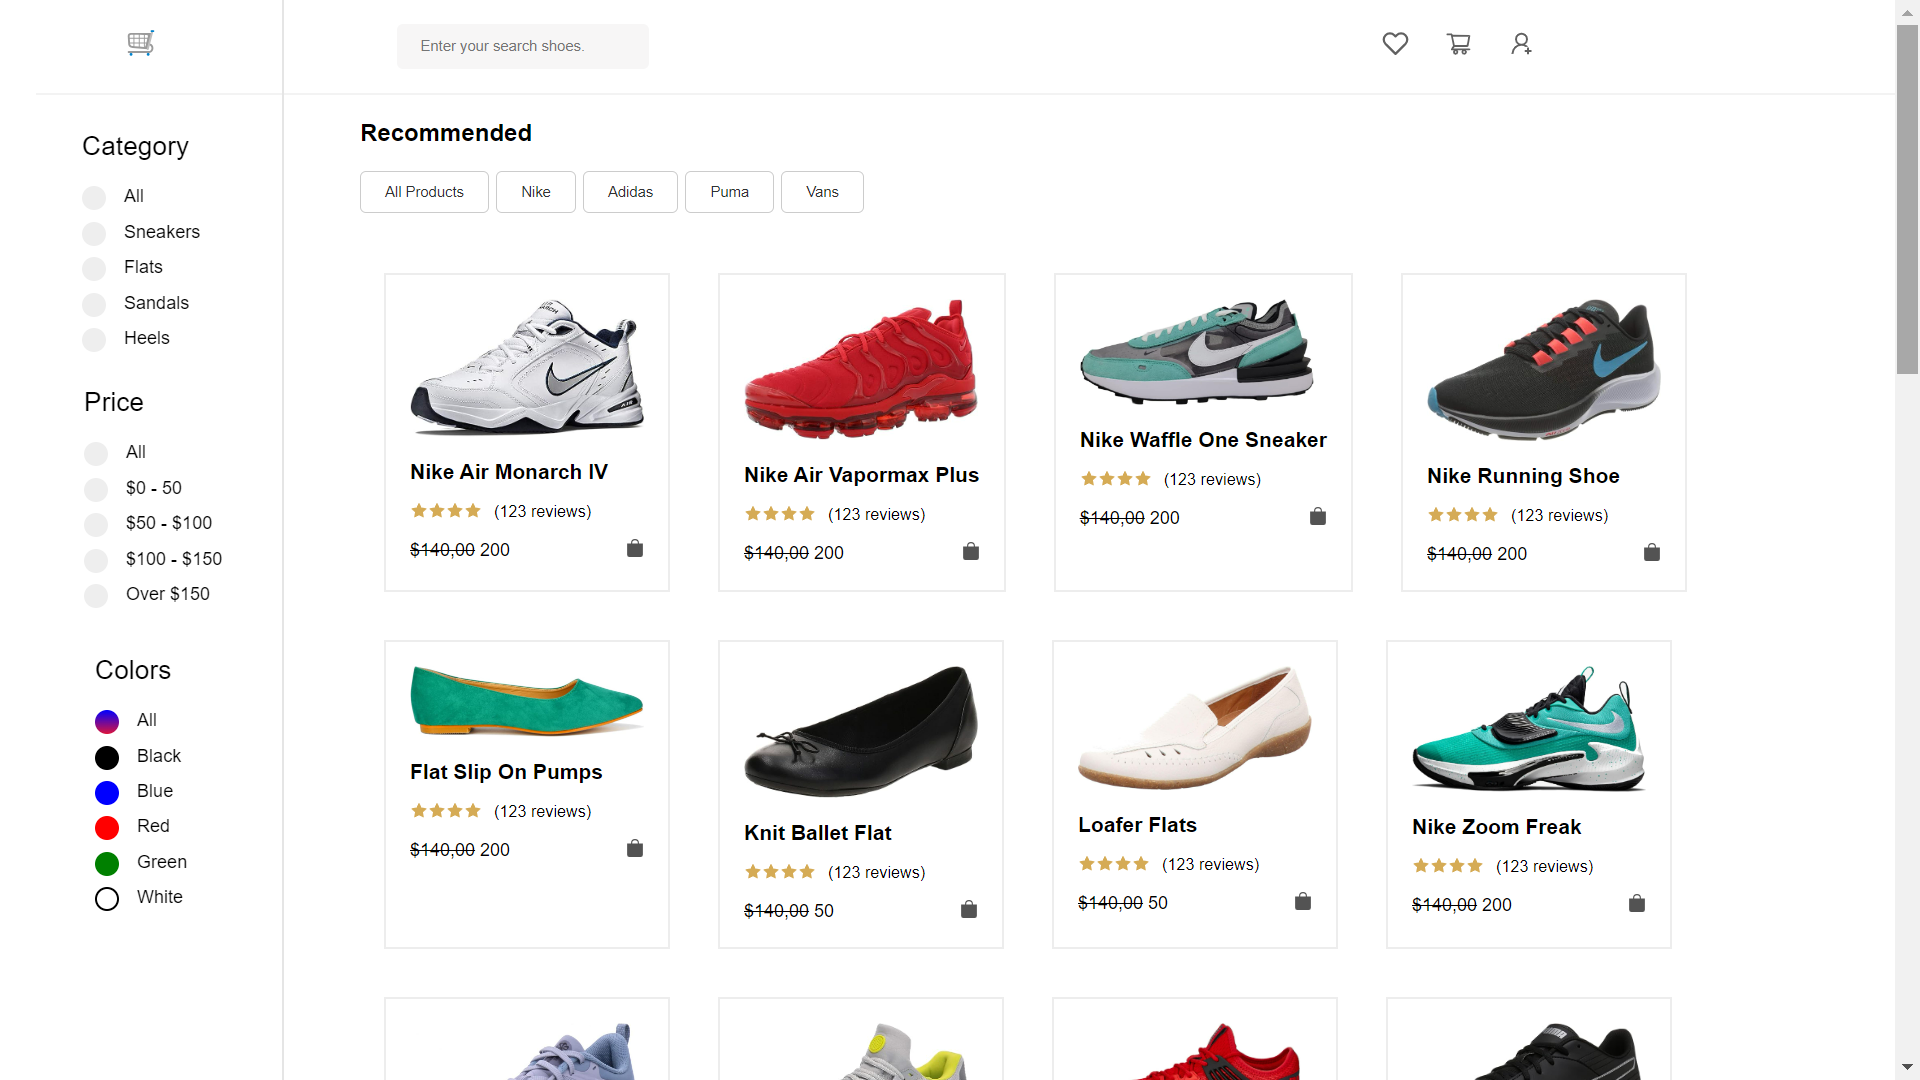 Enter your search shoes.
Category
All
Sneakers
Flats
Sandals
Heels
Price
All
$0 - 50
$50 - $100
$100 - $150
Over $150
Colors
All
Black
Blue
Red
Green
White
Recommended
All Products
Nike
Adidas
Puma
Vans
Nike Air Monarch IV
(123 reviews)
$140,00 200
Nike Air Vapormax Plus
(123 reviews)
$140,00 200
Nike Waffle One Sneaker
(123 reviews)
$140,00 200
Nike Running Shoe
(123 reviews)
$140,00 200
Flat Slip On Pumps
(123 reviews)
$140,00 200
Knit Ballet Flat
(123 reviews)
$140,00 50
Loafer Flats
(123 reviews)
$140,00 50
Nike Zoom Freak
(123 reviews)
$140,00 200